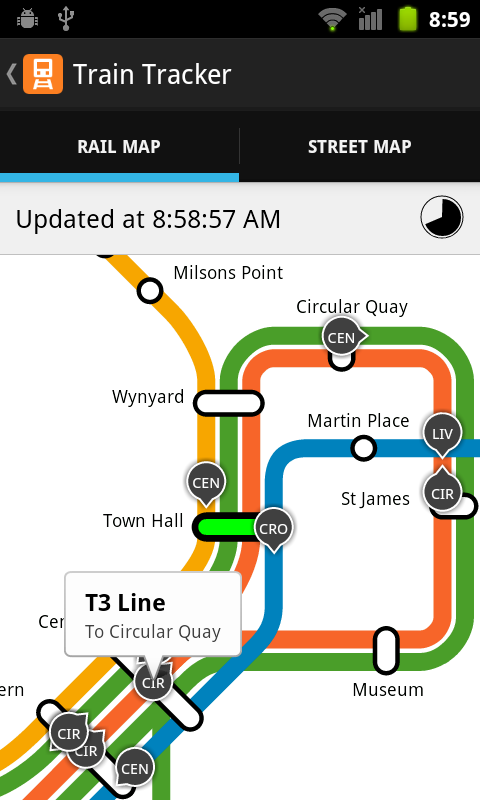 8:59
Train Tracker
RAIL MAP
STREET MAP
Updated at 8:58:57 AM
Milsons Point
Circular Quay
CEN
Wynyard
Martin Place
LIV
CEN
St James
CIR
Town Hall
CRO
T3 Line
To Circular Quay
Cen
CIR
ern
Museum
CIR
CIR
CEN